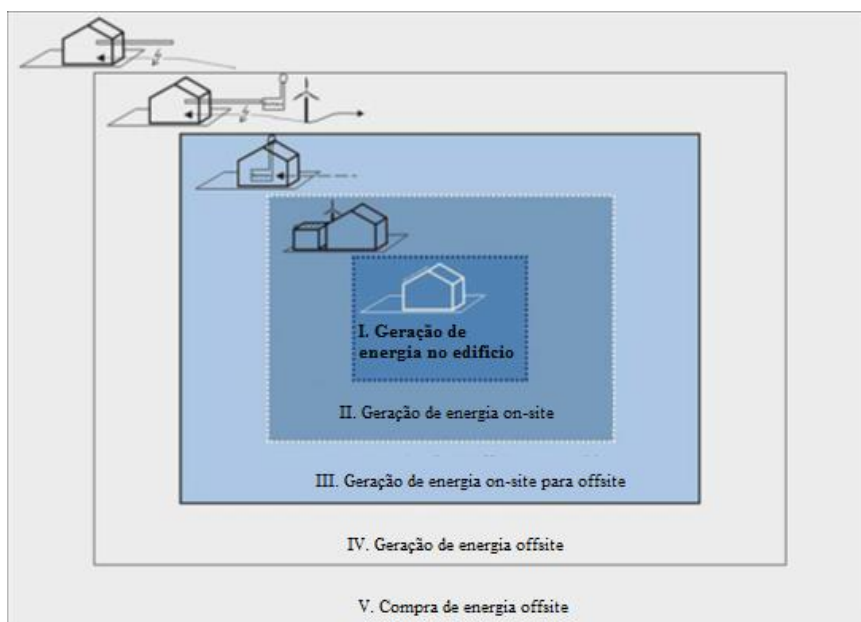 I. Geração de
energia no edifício
II. Geração de energia on-site
III. Geração de energia on-site para offsite
IV. Geração de energia offsite
V. Compra de energia offsite